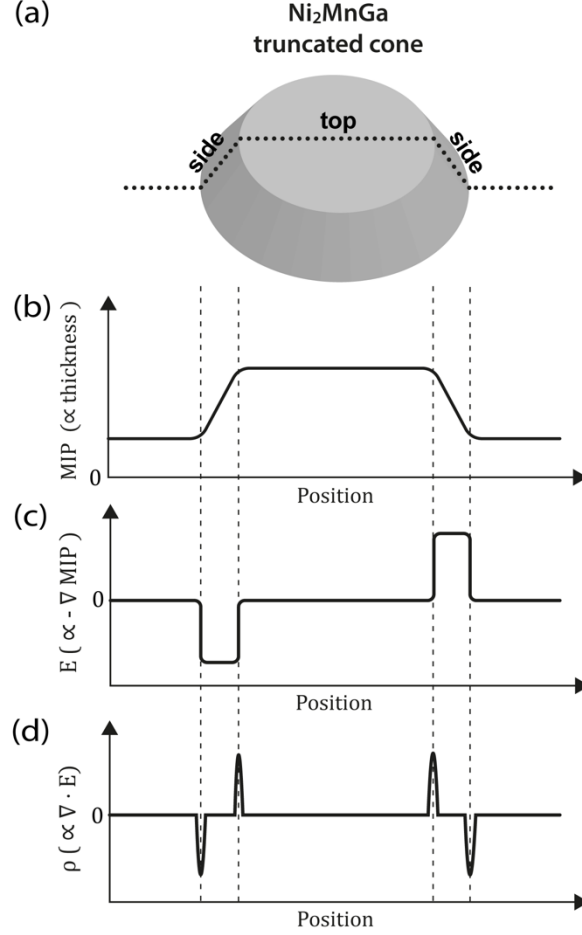 (a)
Ni₂MnGa
truncated cone
side
top
side
(b)
MIP (∝ thickness)
0
Position
(c)
E (∝ - ∇ MIP)
0
Position
(d)
ρ (∝ ∇ · E)
0
Position